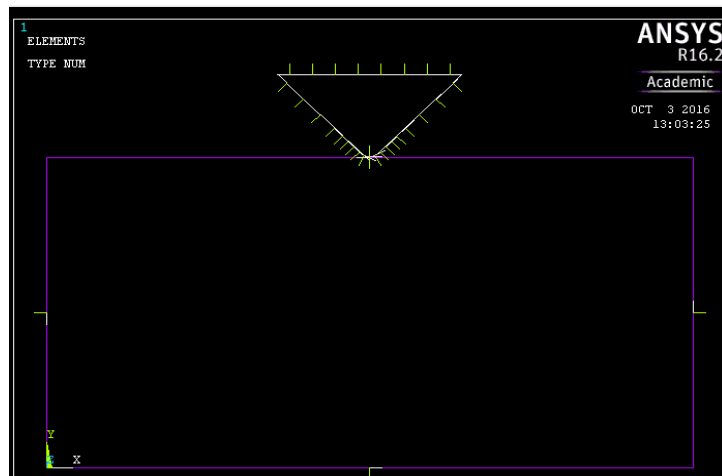 1
ELEMENTS
TYPE NUM
ANSYS
R16.2
Academic
OCT 3 2016
13:03:25
Y
X